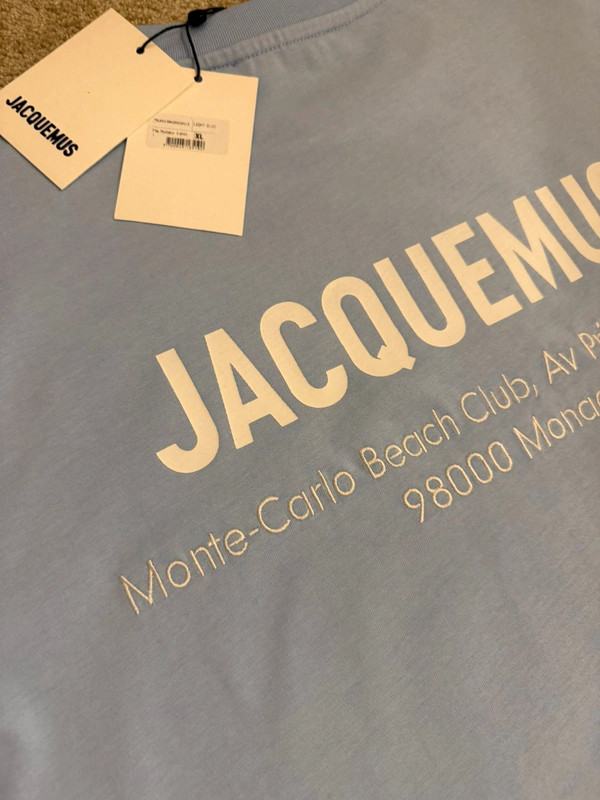 JACQUEMUS
XL
JACQUEMUS
Monte-Carlo Beach Club, Av
98000